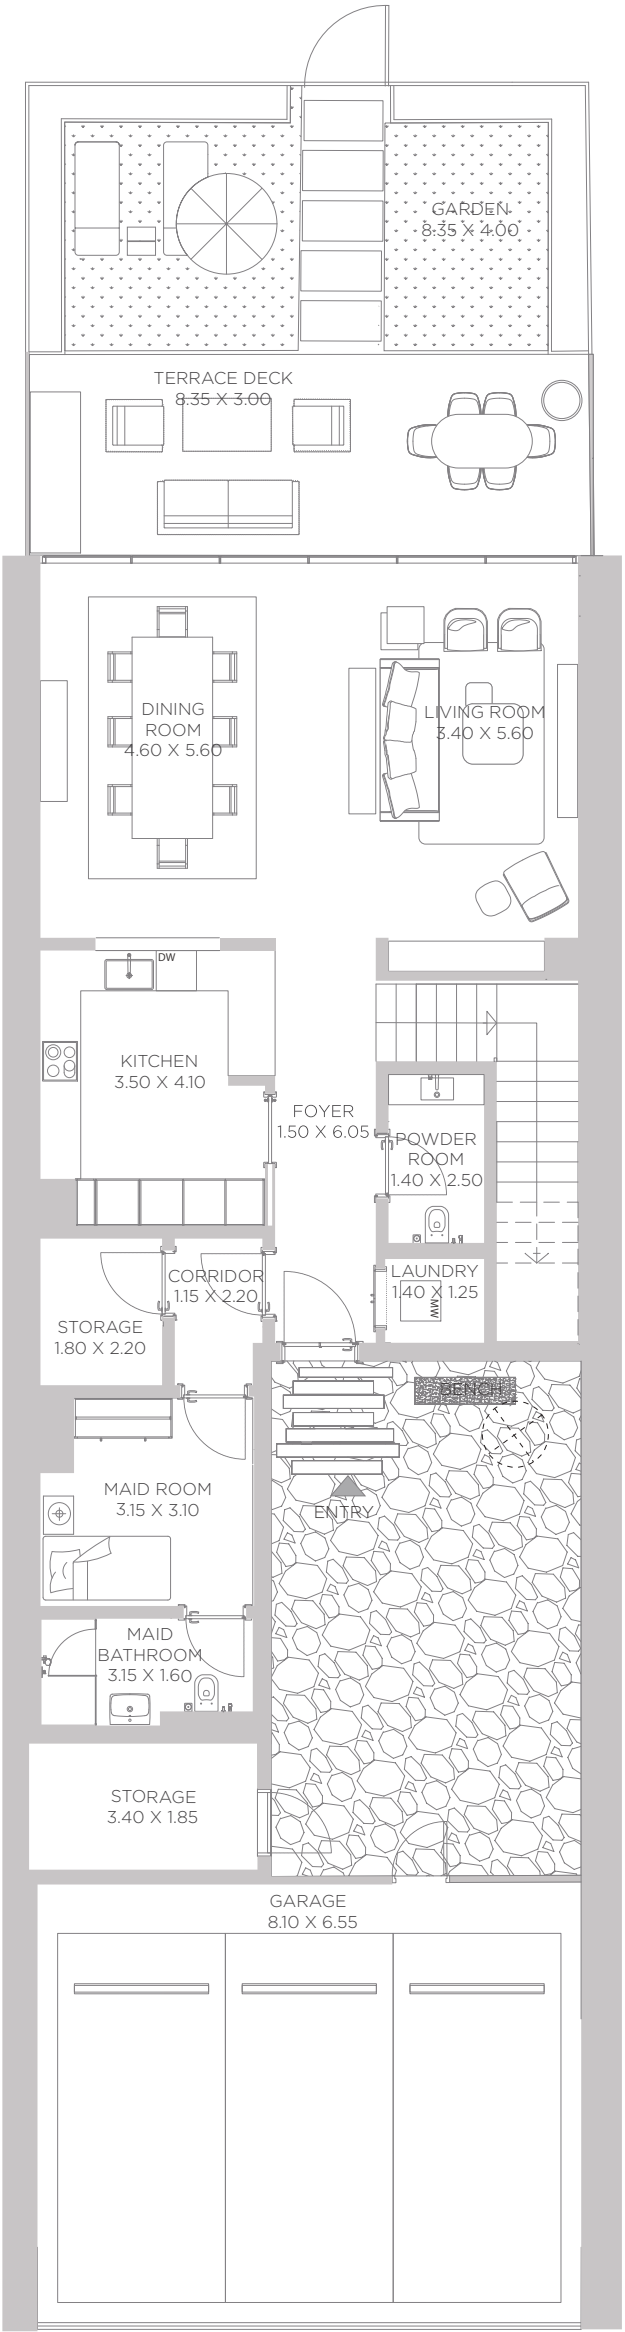 GARDEN
8.35 X 4.00
TERRACE DECK
8.35 X 3.00
DINING
ROOM
4.60 X 5.60
LIVING ROOM
3.40 X 5.60
DW
KITCHEN
3.50 X 4.10
FOYER
1.50 X 6.05
POWDER
ROOM
1.40 X 2.50
CORRIDOR
1.15 X 2.20
LAUNDRY
1.40 X 1.25
MW
STORAGE
1.80 X 2.20
BENCH
MAID ROOM
3.15 X 3.10
ENTRY
MAID
BATHROOM
3.15 X 1.60
STORAGE
3.40 X 1.85
GARAGE
8.10 X 6.55